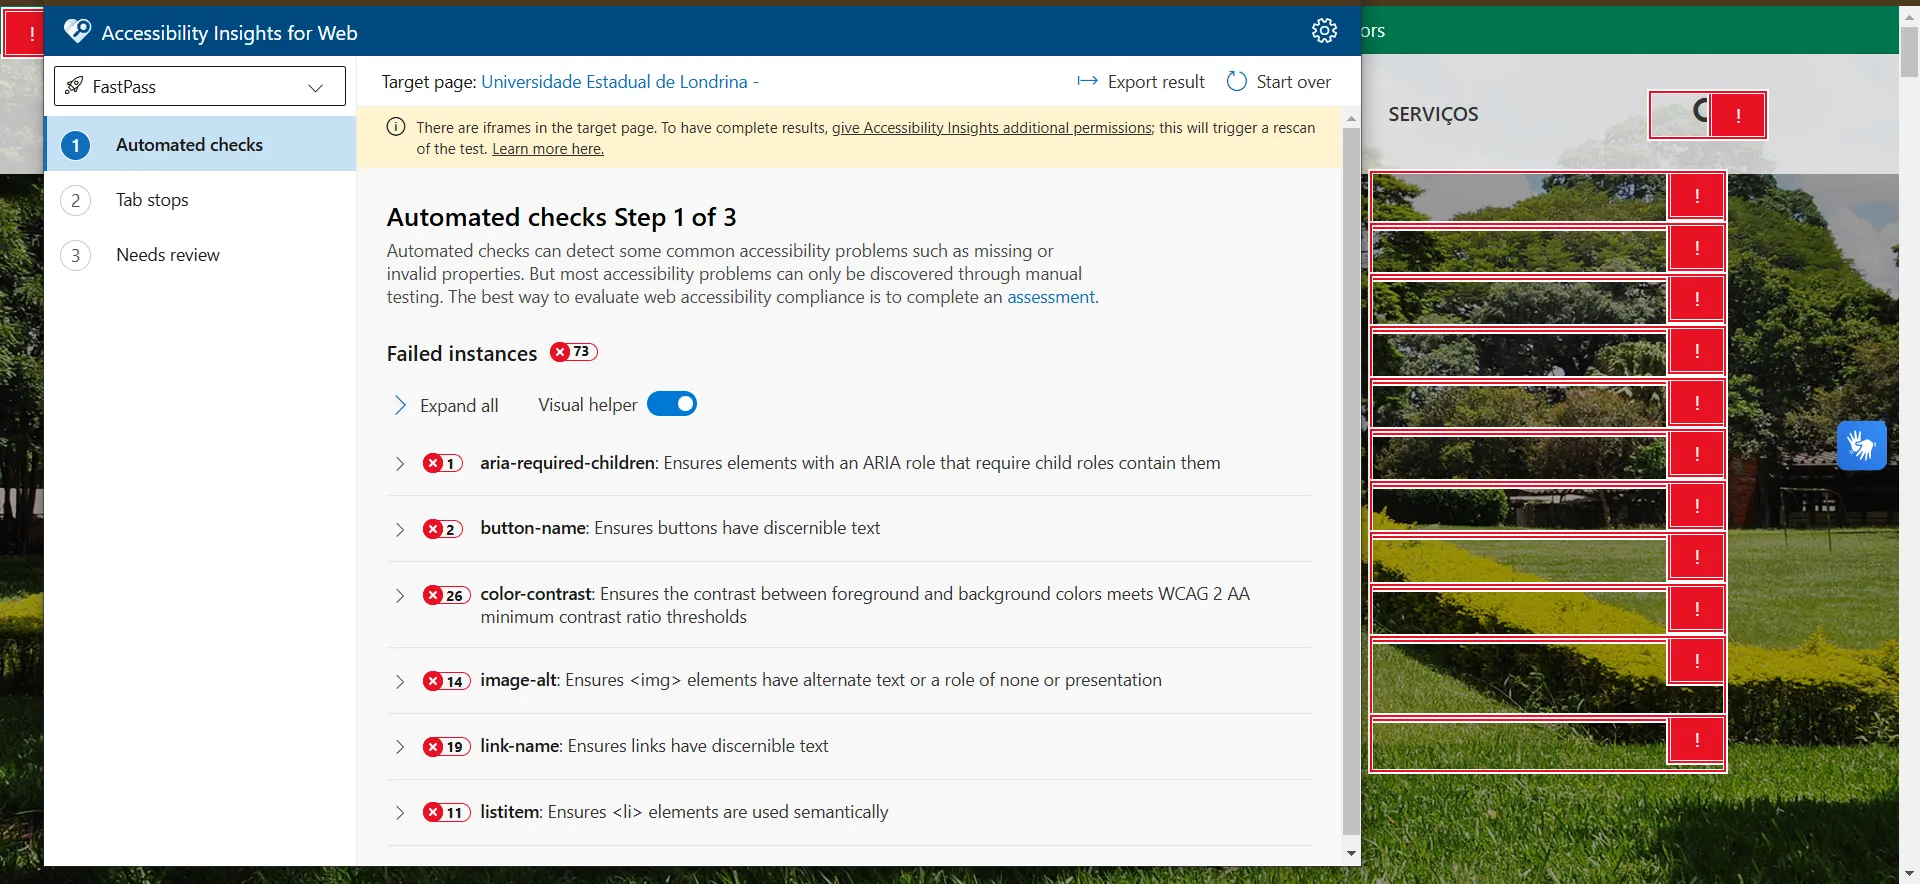 Accessibility Insights for Web
ors
FastPass
Target page: Universidade Estadual de Londrina -
Export result
Start over
There are iframes in the target page. To have complete results, give Accessibility Insights additional permissions; this will trigger a rescan
of the test. Learn more here.
1 Automated checks
2 Tab stops
3 Needs review
SERVIÇOS
Automated checks Step 1 of 3
Automated checks can detect some common accessibility problems such as missing or
invalid properties. But most accessibility problems can only be discovered through manual
testing. The best way to evaluate web accessibility compliance is to complete an assessment.
Failed instances 73
Expand all
Visual helper
1 aria-required-children: Ensures elements with an ARIA role that require child roles contain them
2 button-name: Ensures buttons have discernible text
26 color-contrast: Ensures the contrast between foreground and background colors meets WCAG 2 AA
minimum contrast ratio thresholds
14 image-alt: Ensures <img> elements have alternate text or a role of none or presentation
19 link-name: Ensures links have discernible text
11 listitem: Ensures <li> elements are used semantically
!
!
!
!
!
!
!
!
!
!
!
!
!